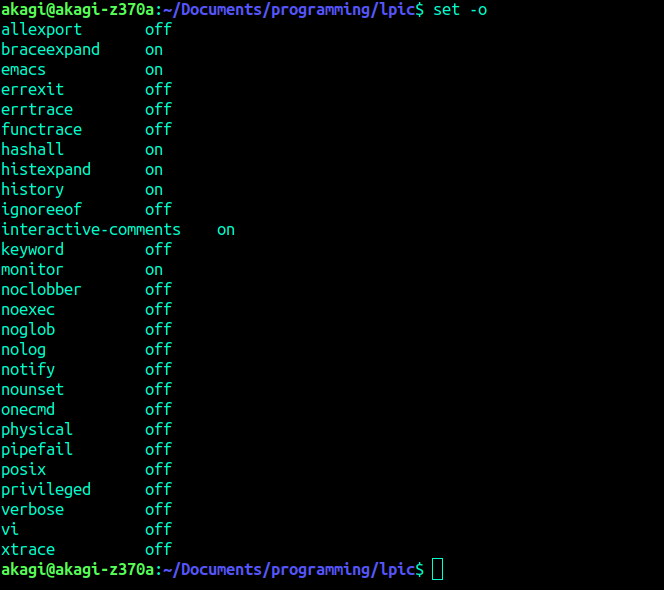 akagi@akagi-z370a:~/Documents/programming/lpic$ set -o
allexport       off
braceexpand     on
emacs           on
errexit         off
errtrace        off
functrace       off
hashall         on
histexpand      on
history         on
ignoreeof       off
interactive-comments    on
keyword         off
monitor         on
noclobber       off
noexec          off
noglob          off
nolog           off
notify          off
nounset         off
onecmd          off
physical        off
pipefail        off
posix           off
privileged      off
verbose         off
vi              off
xtrace          off
akagi@akagi-z370a:~/Documents/programming/lpic$